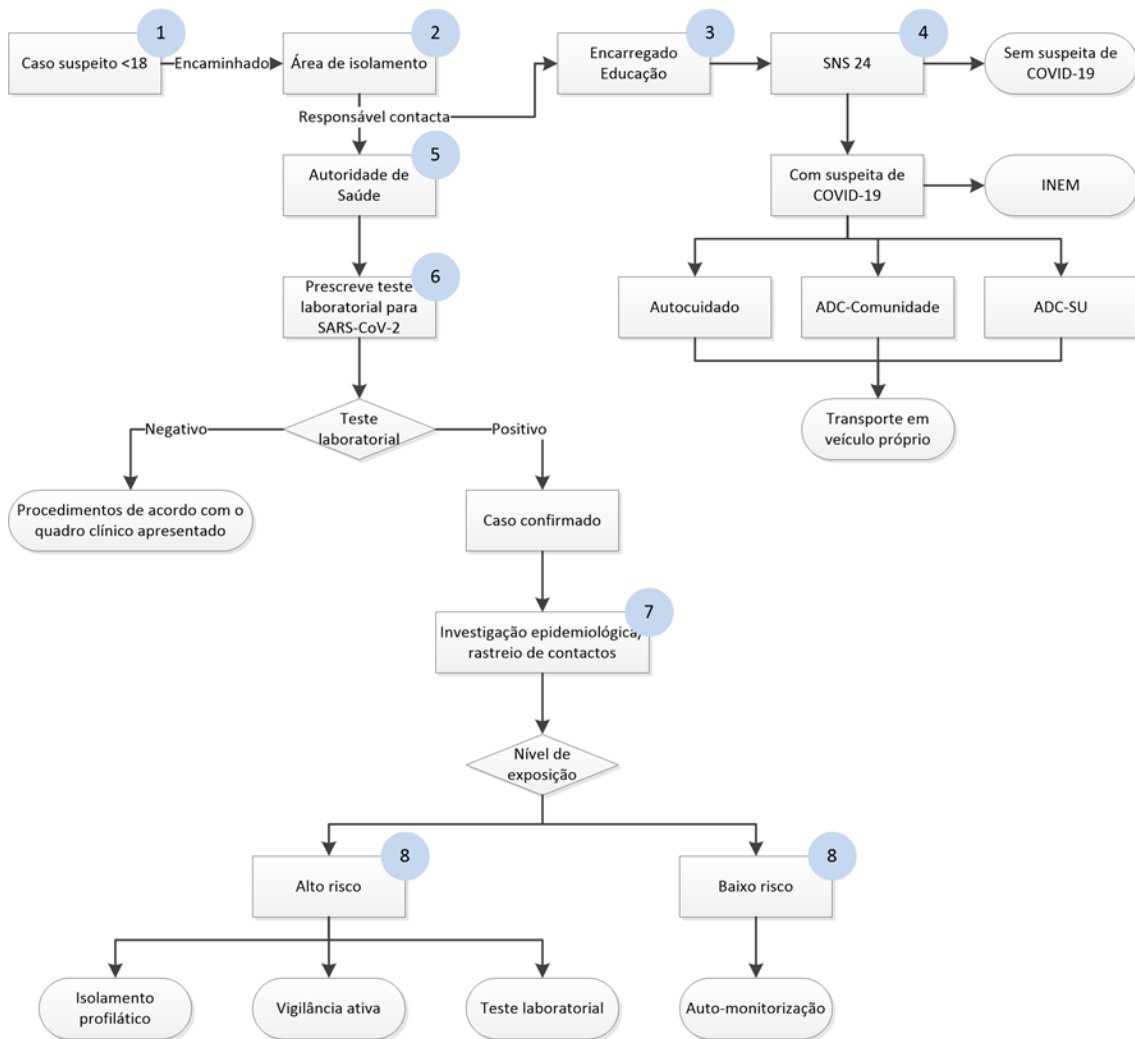 1
Caso suspeito <18
Encaminhado
2
Área de isolamento
3
Encarregado
Educação
4
SNS 24
Sem suspeita de
COVID-19
Responsável contacta
5
Autoridade de
Saúde
Com suspeita de
COVID-19
INEM
6
Prescreve teste
laboratorial para
SARS-CoV-2
Autocuidado
ADC-Comunidade
ADC-SU
Transporte em
veículo próprio
Negativo
Teste
laboratorial
Positivo
Procedimentos de acordo com o
quadro clínico apresentado
Caso confirmado
7
Investigação epidemiológica/
rastreio de contactos
Nível de
exposição
8
Alto risco
8
Baixo risco
Isolamento
profilático
Vigilância ativa
Teste laboratorial
Auto-monitorização